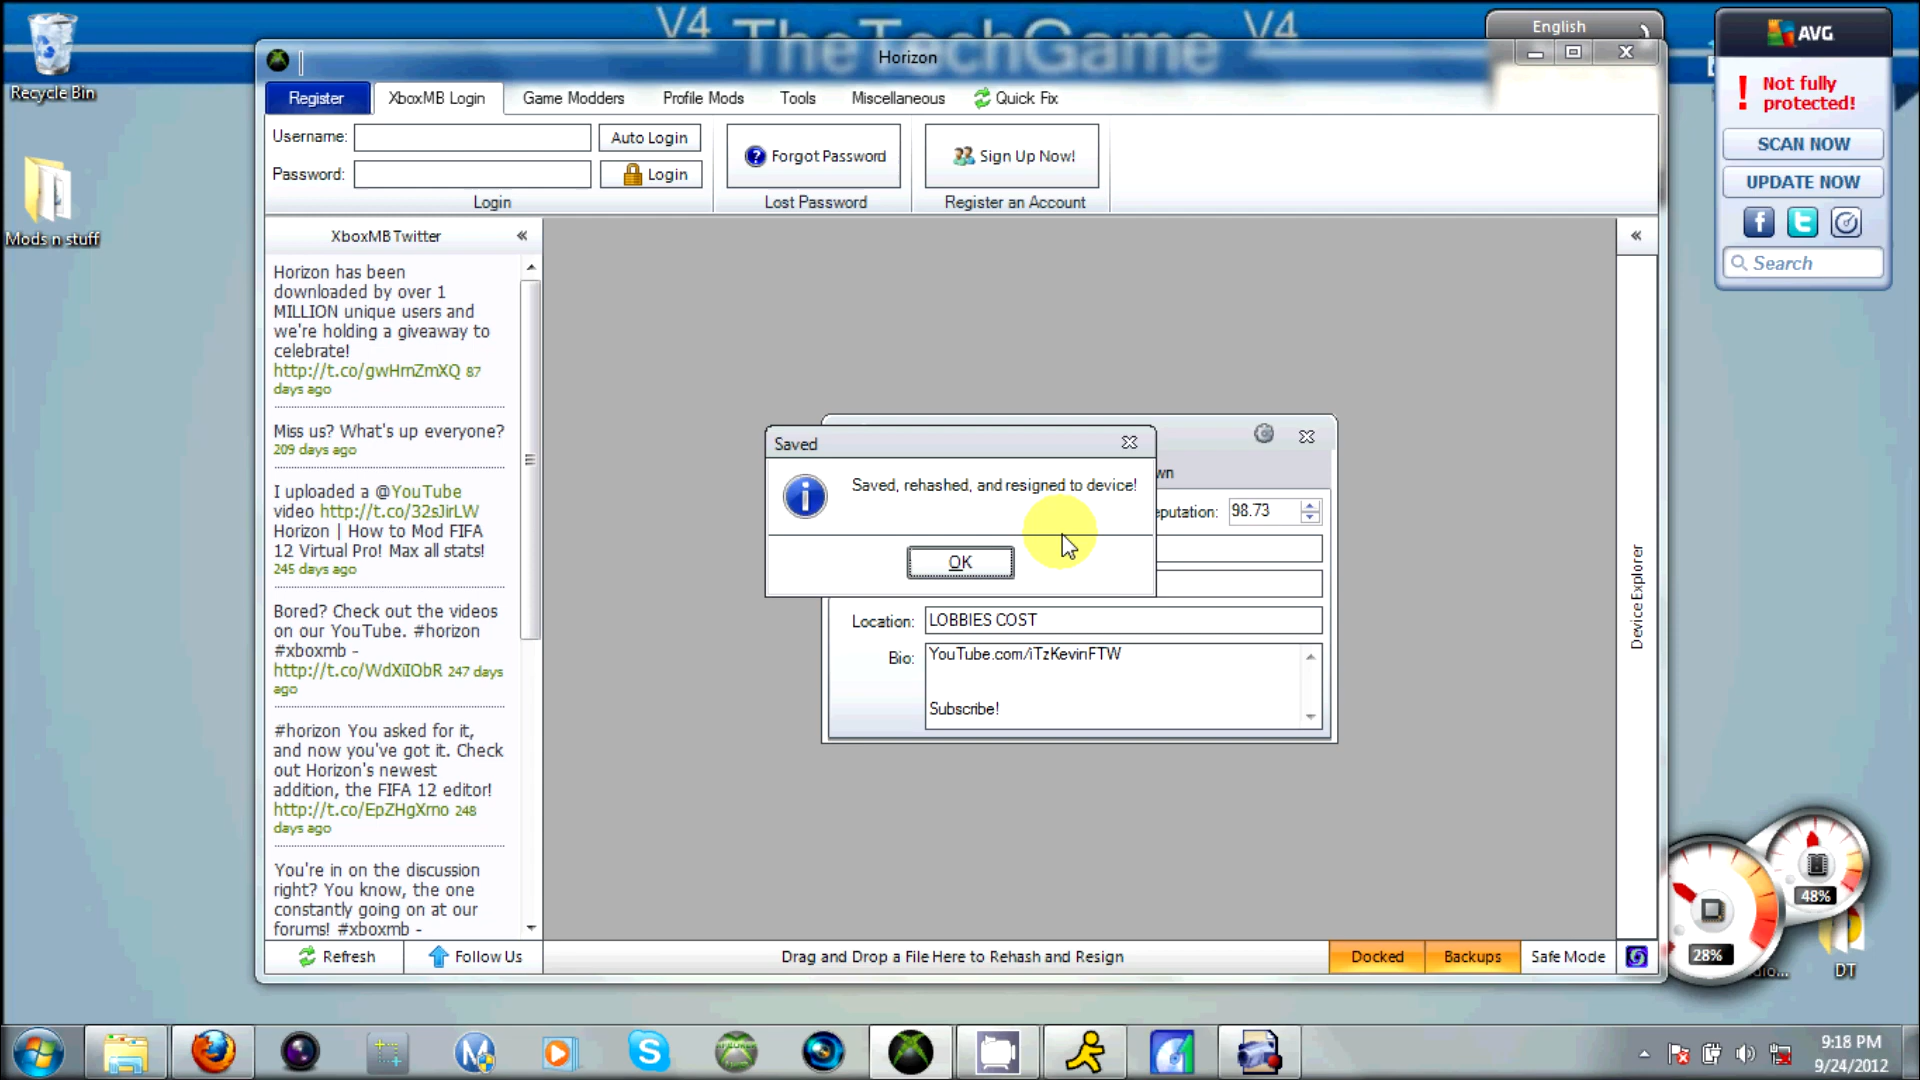 V4 TheTechGame V4
English
Recycle Bin
Mods n stuff
Horizon
Register
XboxMB Login
Game Modders
Profile Mods
Tools
Miscellaneous
Quick Fix
Username:
Auto Login
Password:
Login
Login
Forgot Password
Lost Password
Sign Up Now!
Register an Account
XboxMB Twitter
«
Horizon has been
downloaded by over 1
MILLION unique users and
we're holding a giveaway to
celebrate!
http://t.co/gwHmZmXQ 87
days ago
Miss us? What's up everyone?
209 days ago
I uploaded a @YouTube
video http://t.co/32sJirLW
Horizon | How to Mod FIFA
12 Virtual Pro! Max all stats!
245 days ago
Bored? Check out the videos
on our YouTube. #horizon
#xboxmb -
http://t.co/WdXiIObR 247 days
ago
#horizon You asked for it,
and now you've got it. Check
out Horizon's newest
addition, the FIFA 12 editor!
http://t.co/EpZHgXmo 248
days ago
You're in on the discussion
right? You know, the one
constantly going on at our
forums! #xboxmb -
Refresh
Follow Us
Saved
Saved, rehashed, and resigned to device!
OK
wn
eputation: 98.73
Location: LOBBIES COST
Bio: YouTube.com/iTzKevinFTW
Subscribe!
«
Device Explorer
Drag and Drop a File Here to Rehash and Resign
Docked
Backups
Safe Mode
AVG
! Not fully
protected!
SCAN NOW
UPDATE NOW
Search
48%
28%
DT
9:18 PM
9/24/2012